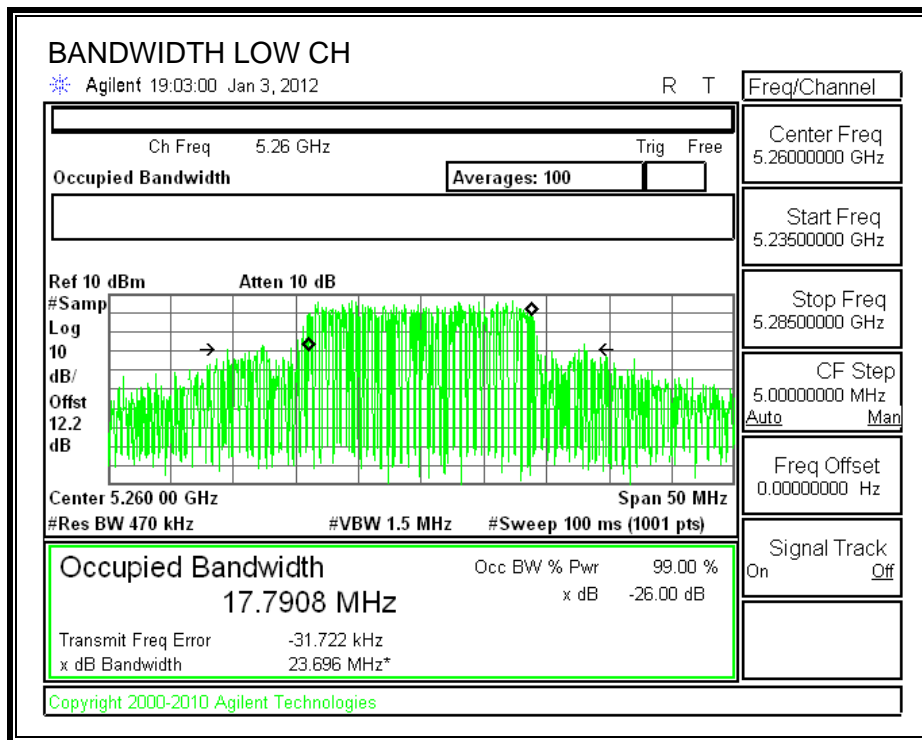 BANDWIDTH LOW CH
Agilent 19:03:00 Jan 3, 2012 R T
Freq/Channel
Ch Freq 5.26 GHz Trig Free
Occupied Bandwidth Averages: 100
Center Freq
5.26000000 GHz
Start Freq
5.23500000 GHz
Stop Freq
5.28500000 GHz
CF Step
5.00000000 MHz
Auto Man
Freq Offset
0.00000000 Hz
Signal Track
On Off
Ref 10 dBm Atten 10 dB
#Samp
Log
10
dB/
Offst
12.2
dB
Center 5.260 00 GHz Span 50 MHz
#Res BW 470 kHz #VBW 1.5 MHz #Sweep 100 ms (1001 pts)
Occupied Bandwidth Occ BW % Pwr 99.00 %
17.7908 MHz x dB -26.00 dB
Transmit Freq Error -31.722 kHz
x dB Bandwidth 23.696 MHz*
Copyright 2000-2010 Agilent Technologies